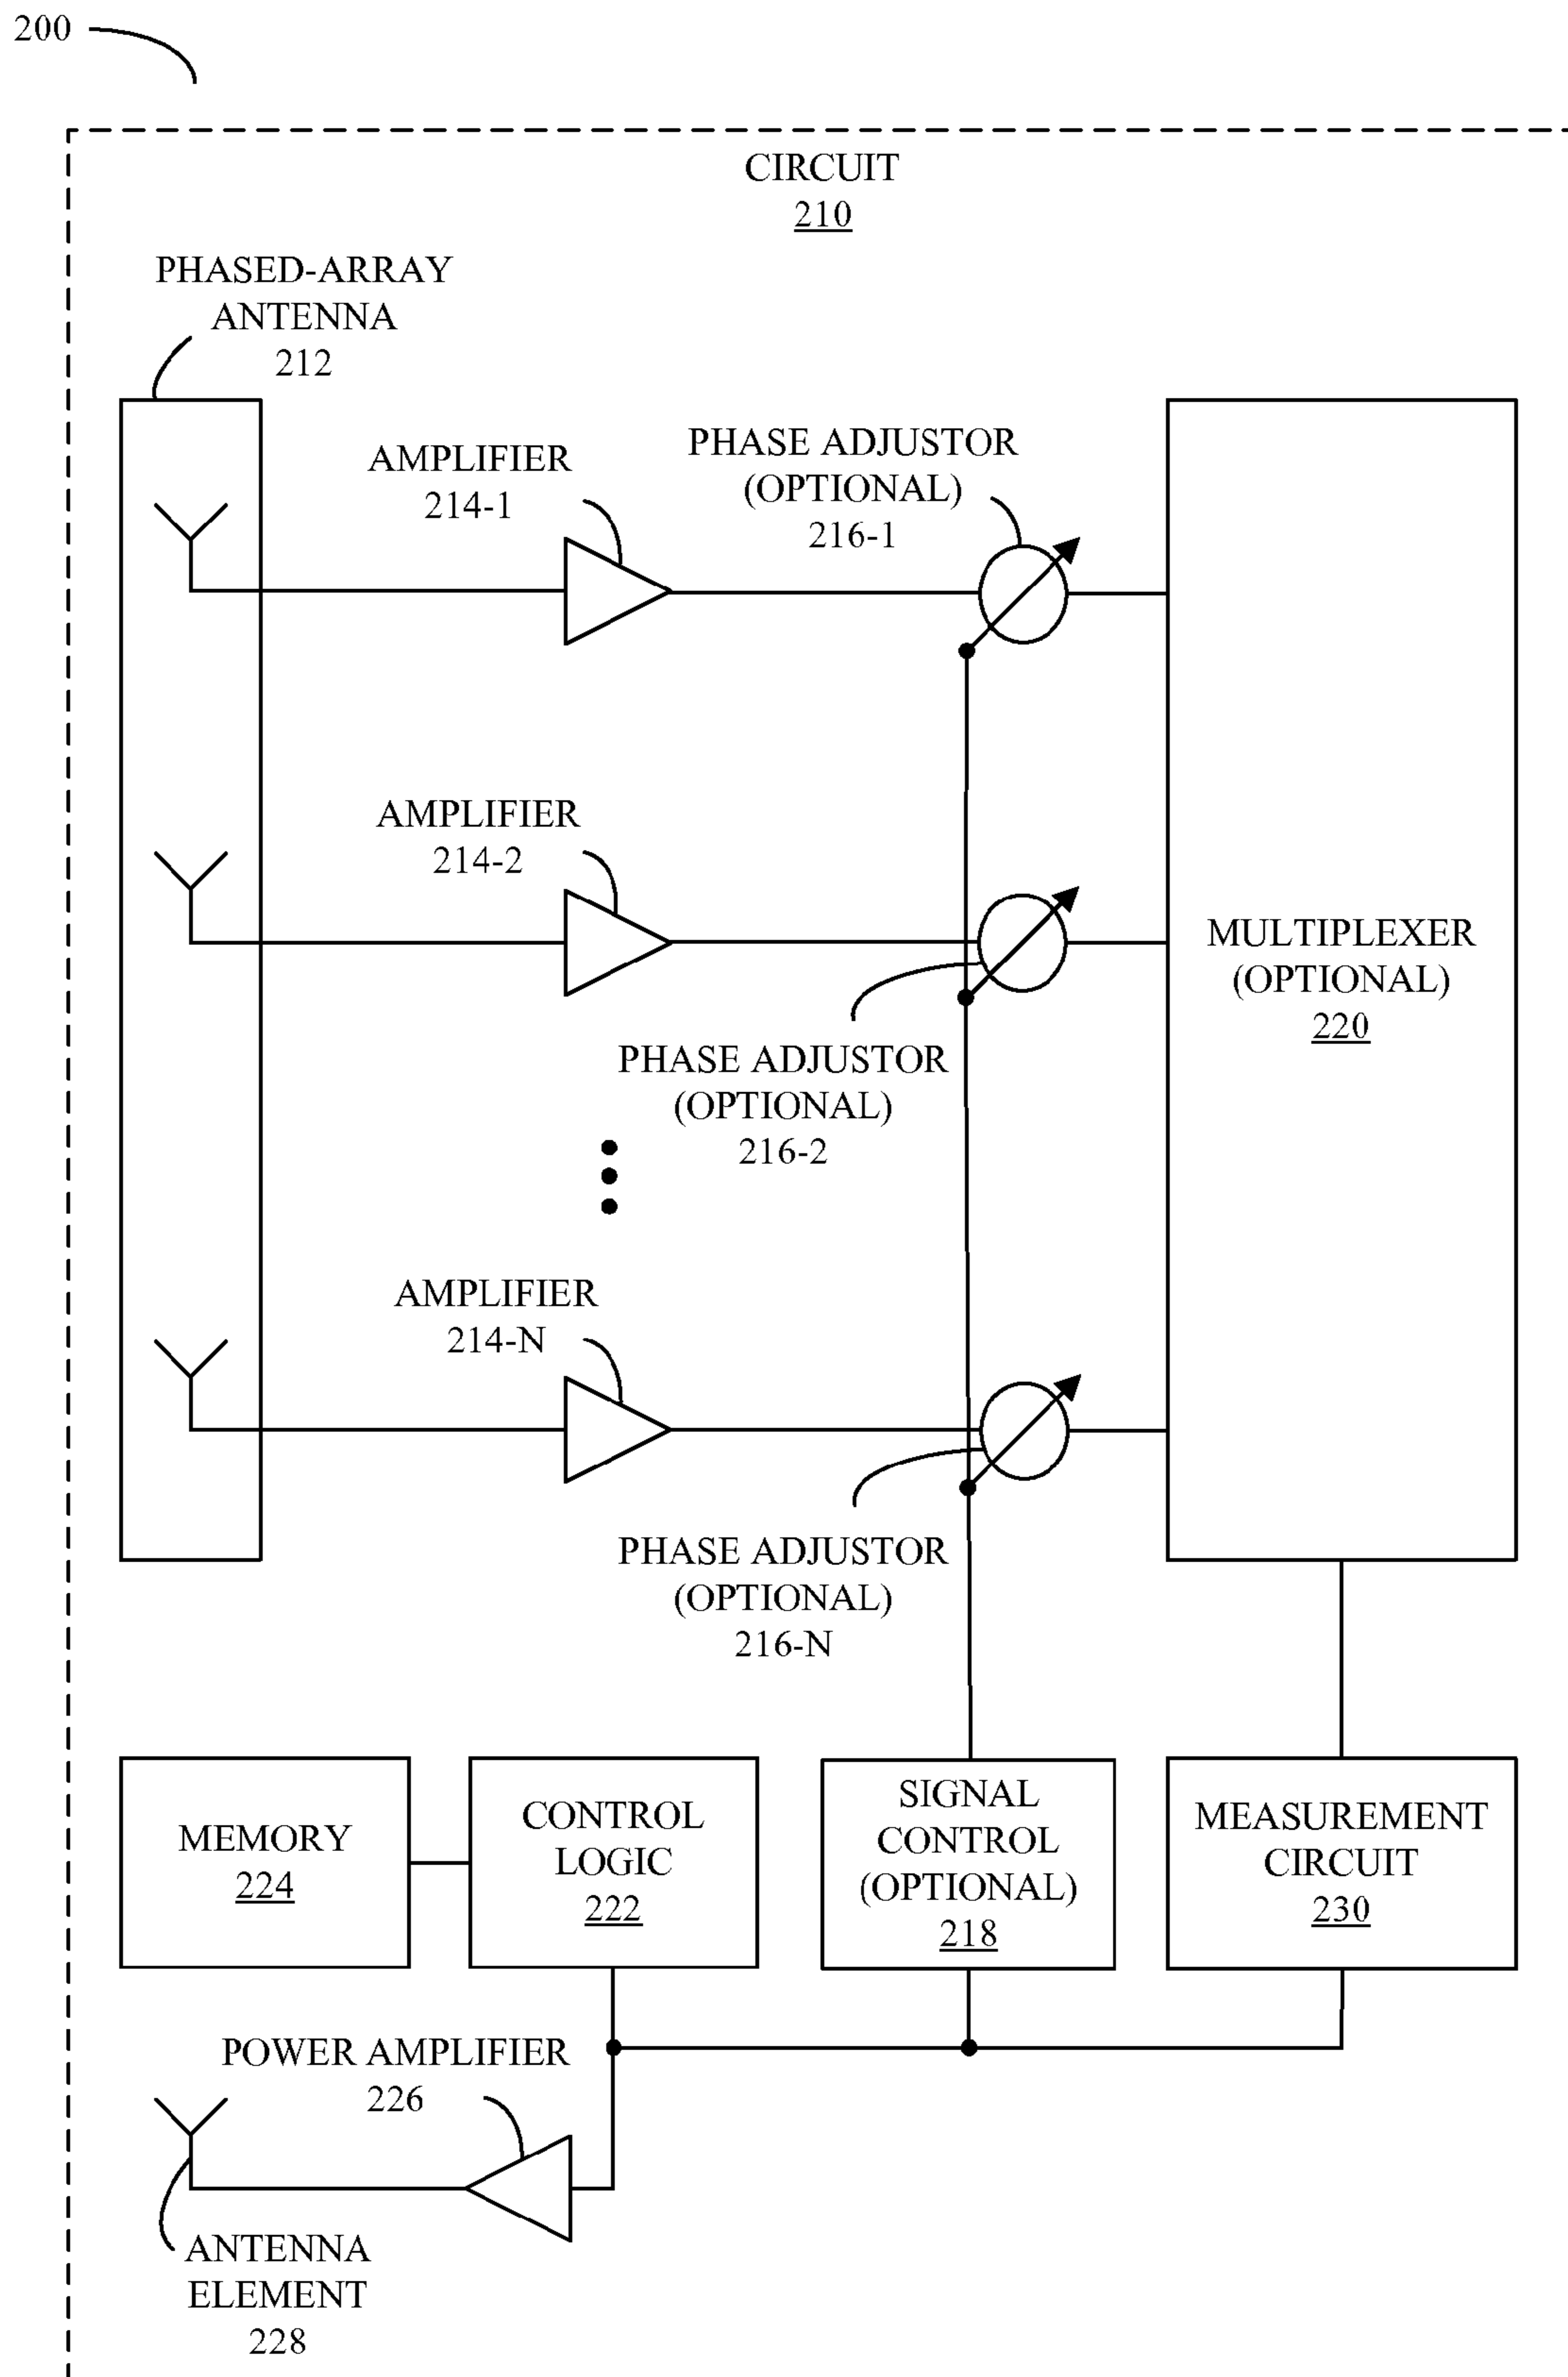 200
CIRCUIT
210
PHASED-ARRAY
ANTENNA
212
AMPLIFIER
214-1
PHASE ADJUSTOR
(OPTIONAL)
216-1
AMPLIFIER
214-2
PHASE ADJUSTOR
(OPTIONAL)
216-2
MULTIPLEXER
(OPTIONAL)
220
AMPLIFIER
214-N
PHASE ADJUSTOR
(OPTIONAL)
216-N
MEMORY
224
CONTROL
LOGIC
222
SIGNAL
CONTROL
(OPTIONAL)
218
MEASUREMENT
CIRCUIT
230
POWER AMPLIFIER
226
ANTENNA
ELEMENT
228